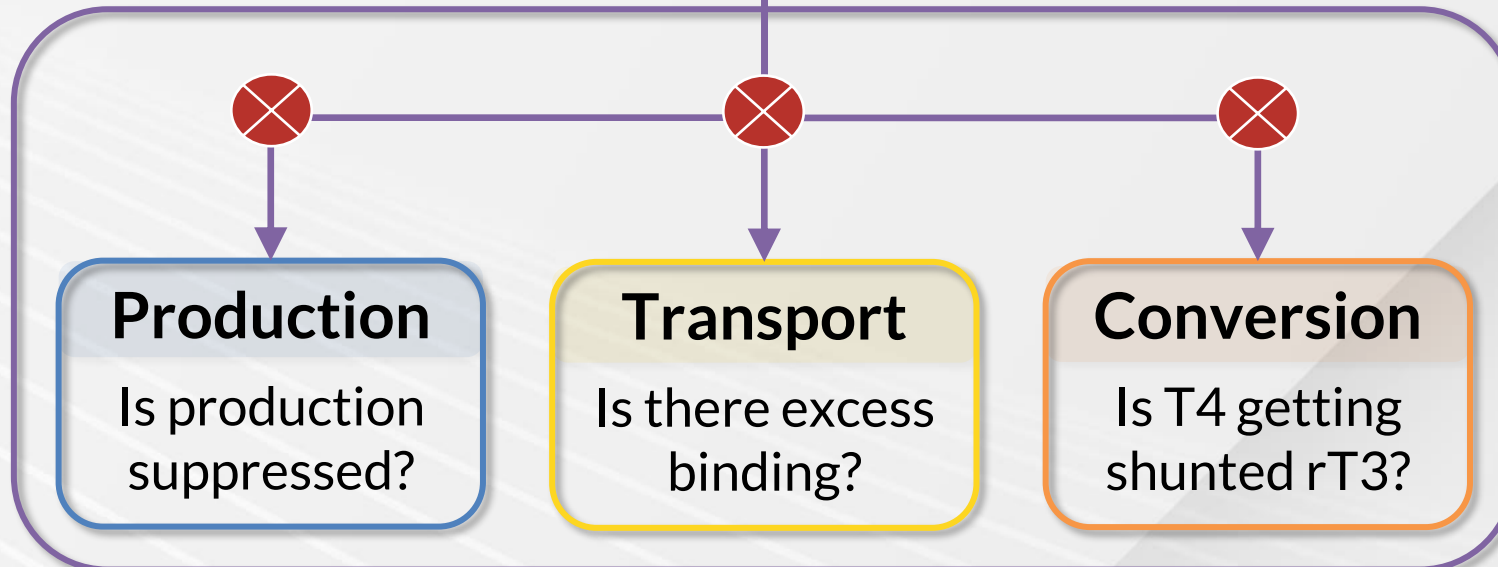 Production
Is production
suppressed?
Transport
Is there excess
binding?
Conversion
Is T4 getting
shunted rT3?